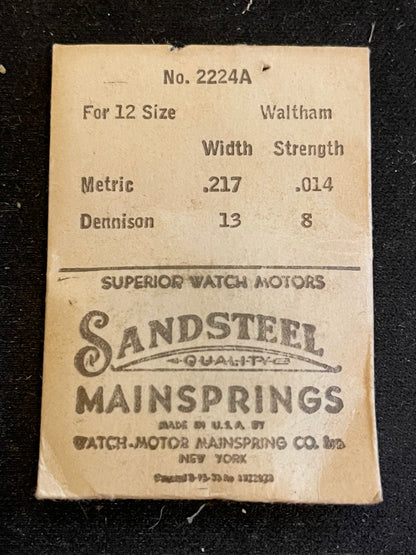 No. 2224A
For 12 Size Waltham
Width Strength
Metric .217 .014
Dennison 13 8
SUPERIOR WATCH MOTORS
SANDSTEEL
QUALITY
MAINSPRINGS
MADE IN U.S.A. BY
WATCH-MOTOR MAINSPRING CO. Inc.
NEW YORK